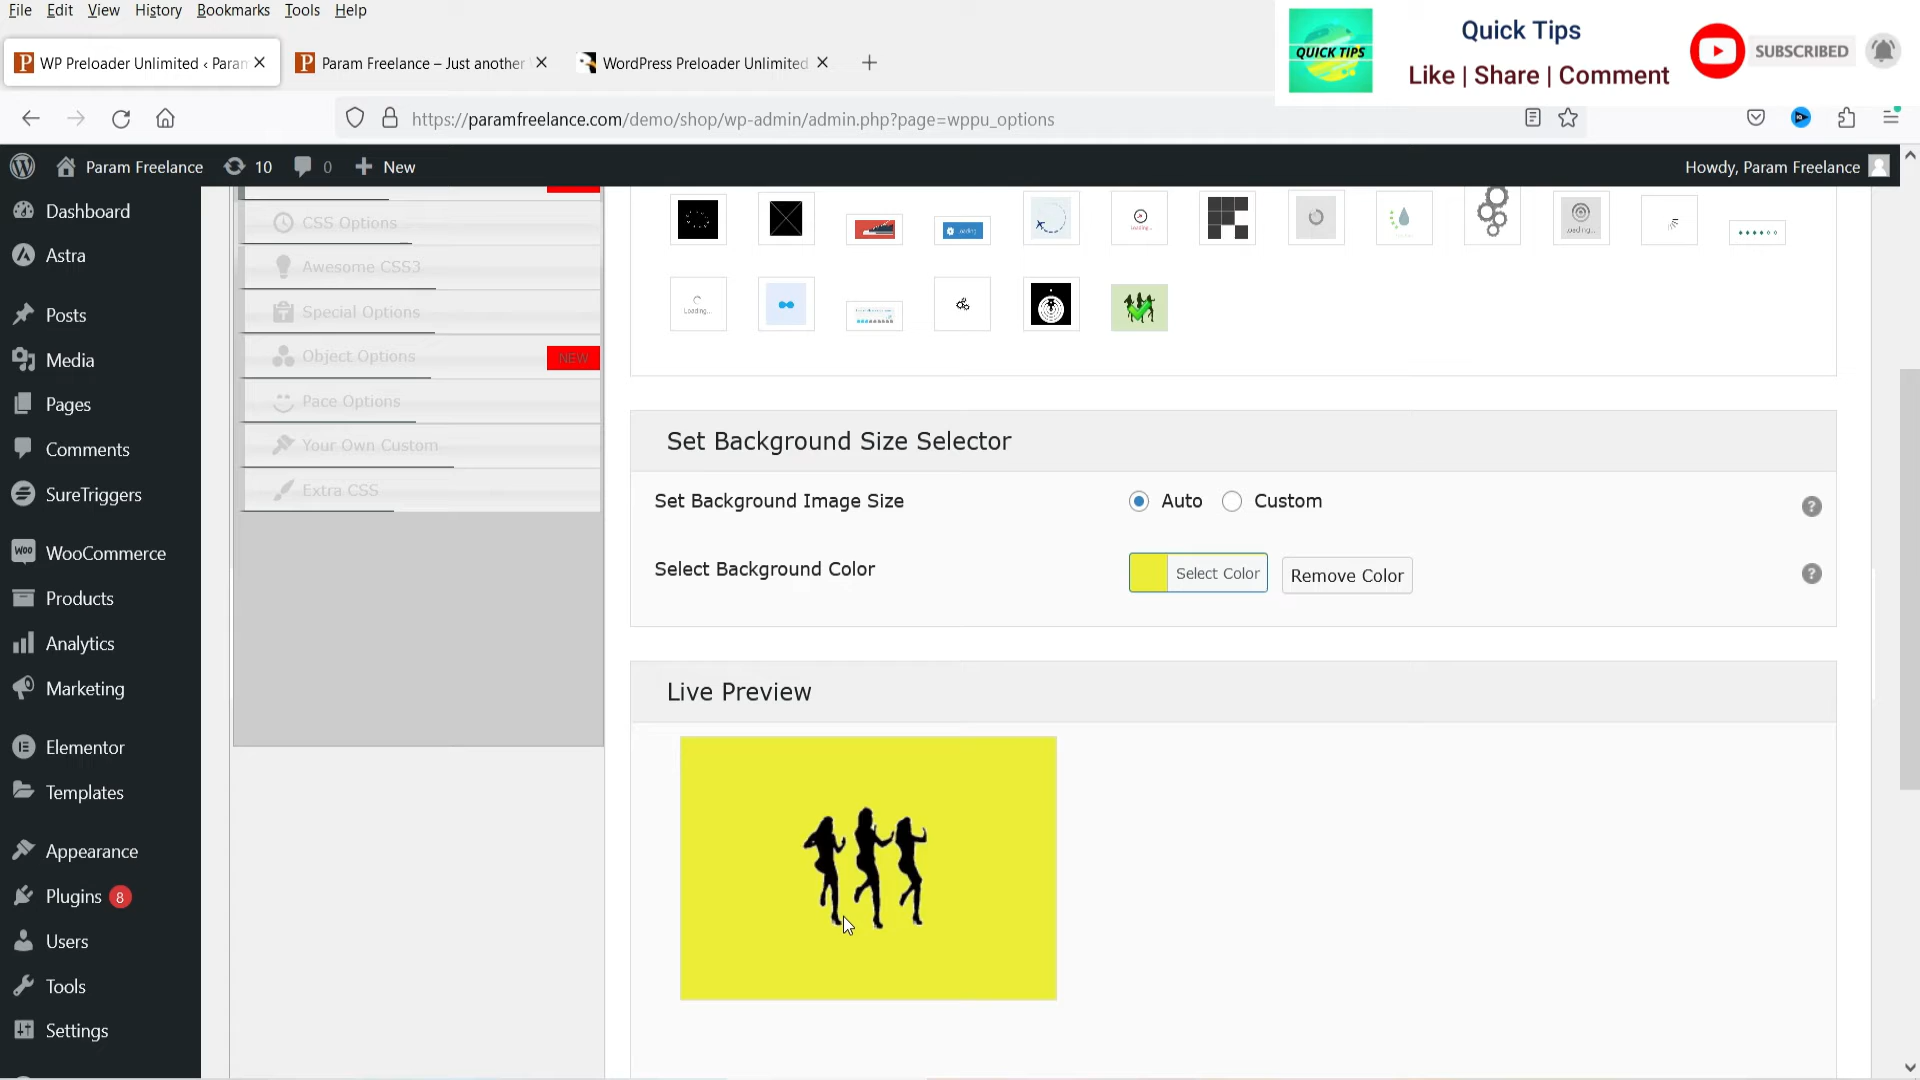 File Edit View History Bookmarks Tools Help
QUICK TIPS
Quick Tips
Like | Share | Comment
SUBSCRIBED
WP Preloader Unlimited ‹ Param
Param Freelance – Just another
WordPress Preloader Unlimited
https://paramfreelance.com/demo/shop/wp-admin/admin.php?page=wppu_options
Param Freelance 10 0 New
Howdy, Param Freelance
Dashboard
Astra
Posts
Media
Pages
Comments
SureTriggers
WooCommerce
Products
Analytics
Marketing
Elementor
Templates
Appearance
Plugins 8
Users
Tools
Settings
CSS Options
Awesome CSS3
Special Options
Object Options NEW
Pace Options
Your Own Custom
Extra CSS
Loading...
Set Background Size Selector
Set Background Image Size Auto Custom ?
Select Background Color Select Color Remove Color ?
Live Preview